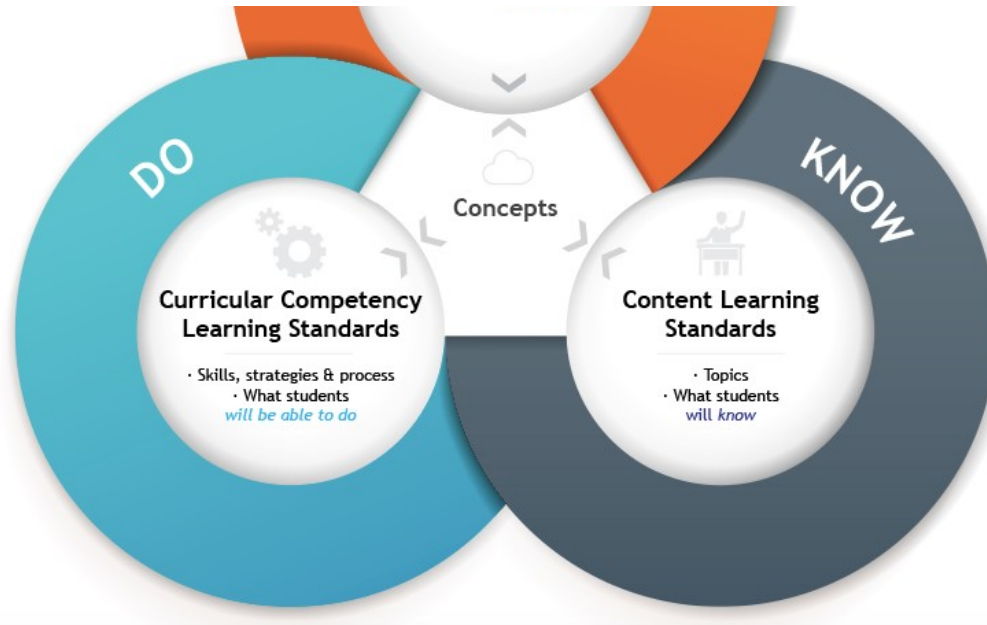 DO
KNOW
Concepts
Curricular Competency
Learning Standards
· Skills, strategies & process
· What students
will be able to do
Content Learning
Standards
· Topics
· What students
will know